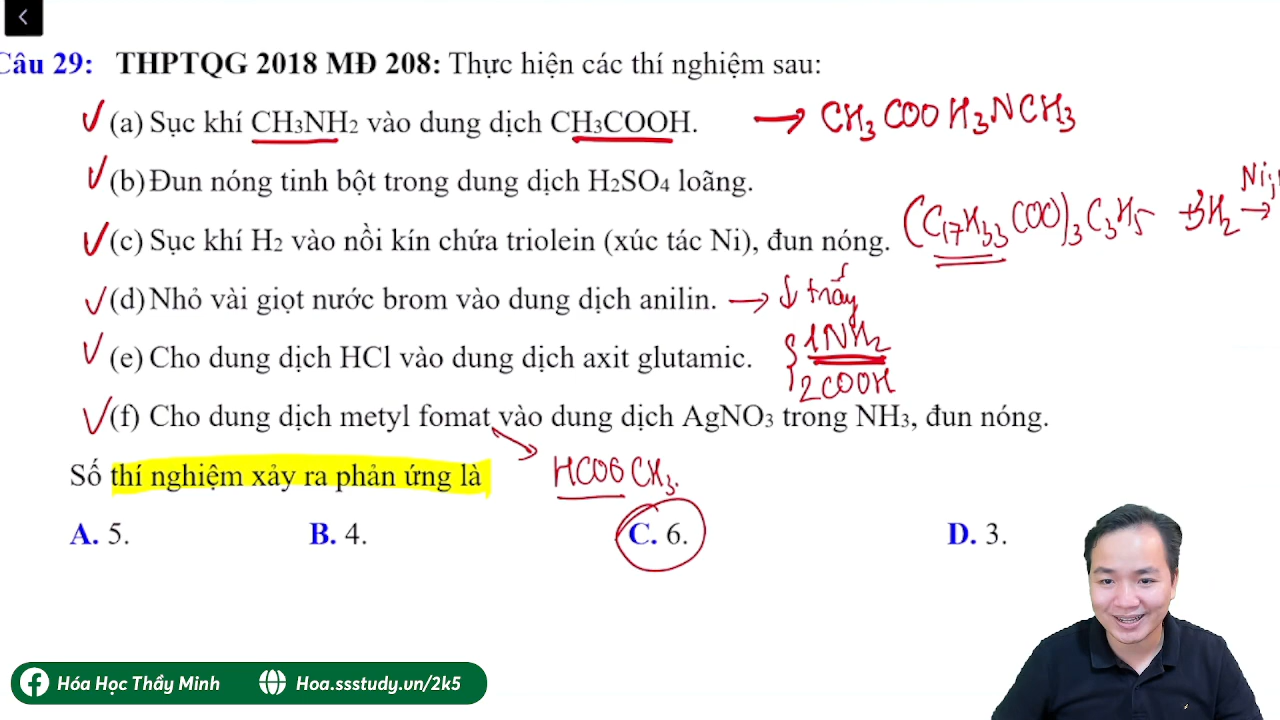 Câu 29: THPTQG 2018 MĐ 208: Thực hiện các thí nghiệm sau:
(a) Sục khí CH3NH2 vào dung dịch CH3COOH. → CH3COOH3NCH3
(b) Đun nóng tinh bột trong dung dịch H2SO4 loãng.
(c) Sục khí H2 vào nồi kín chứa triolein (xúc tác Ni), đun nóng. (C17H33COO)3C3H5 +3H2 → Ni,
(d) Nhỏ vài giọt nước brom vào dung dịch anilin. → ↓ trắng
(e) Cho dung dịch HCl vào dung dịch axit glutamic. { 1NH2
2COOH
(f) Cho dung dịch metyl fomat vào dung dịch AgNO3 trong NH3, đun nóng.
Số thí nghiệm xảy ra phản ứng là HCOOCH3.
A. 5. B. 4. C. 6. D. 3.
Hóa Học Thầy Minh Hoa.ssstudy.vn/2k5